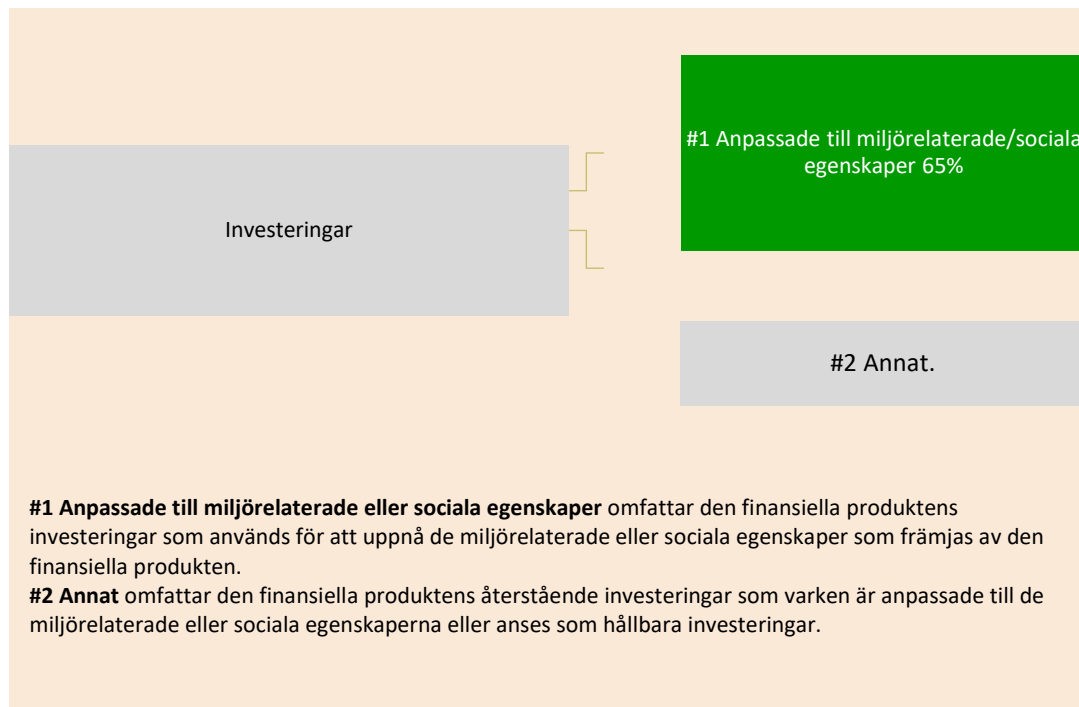 #1 Anpassade till miljörelaterade/sociala
egenskaper 65%
Investeringar
#2 Annat.
#1 Anpassade till miljörelaterade eller sociala egenskaper omfattar den finansiella produktens
investeringar som används för att uppnå de miljörelaterade eller sociala egenskaper som främjas av den
finansiella produkten.
#2 Annat omfattar den finansiella produktens återstående investeringar som varken är anpassade till de
miljörelaterade eller sociala egenskaperna eller anses som hållbara investeringar.